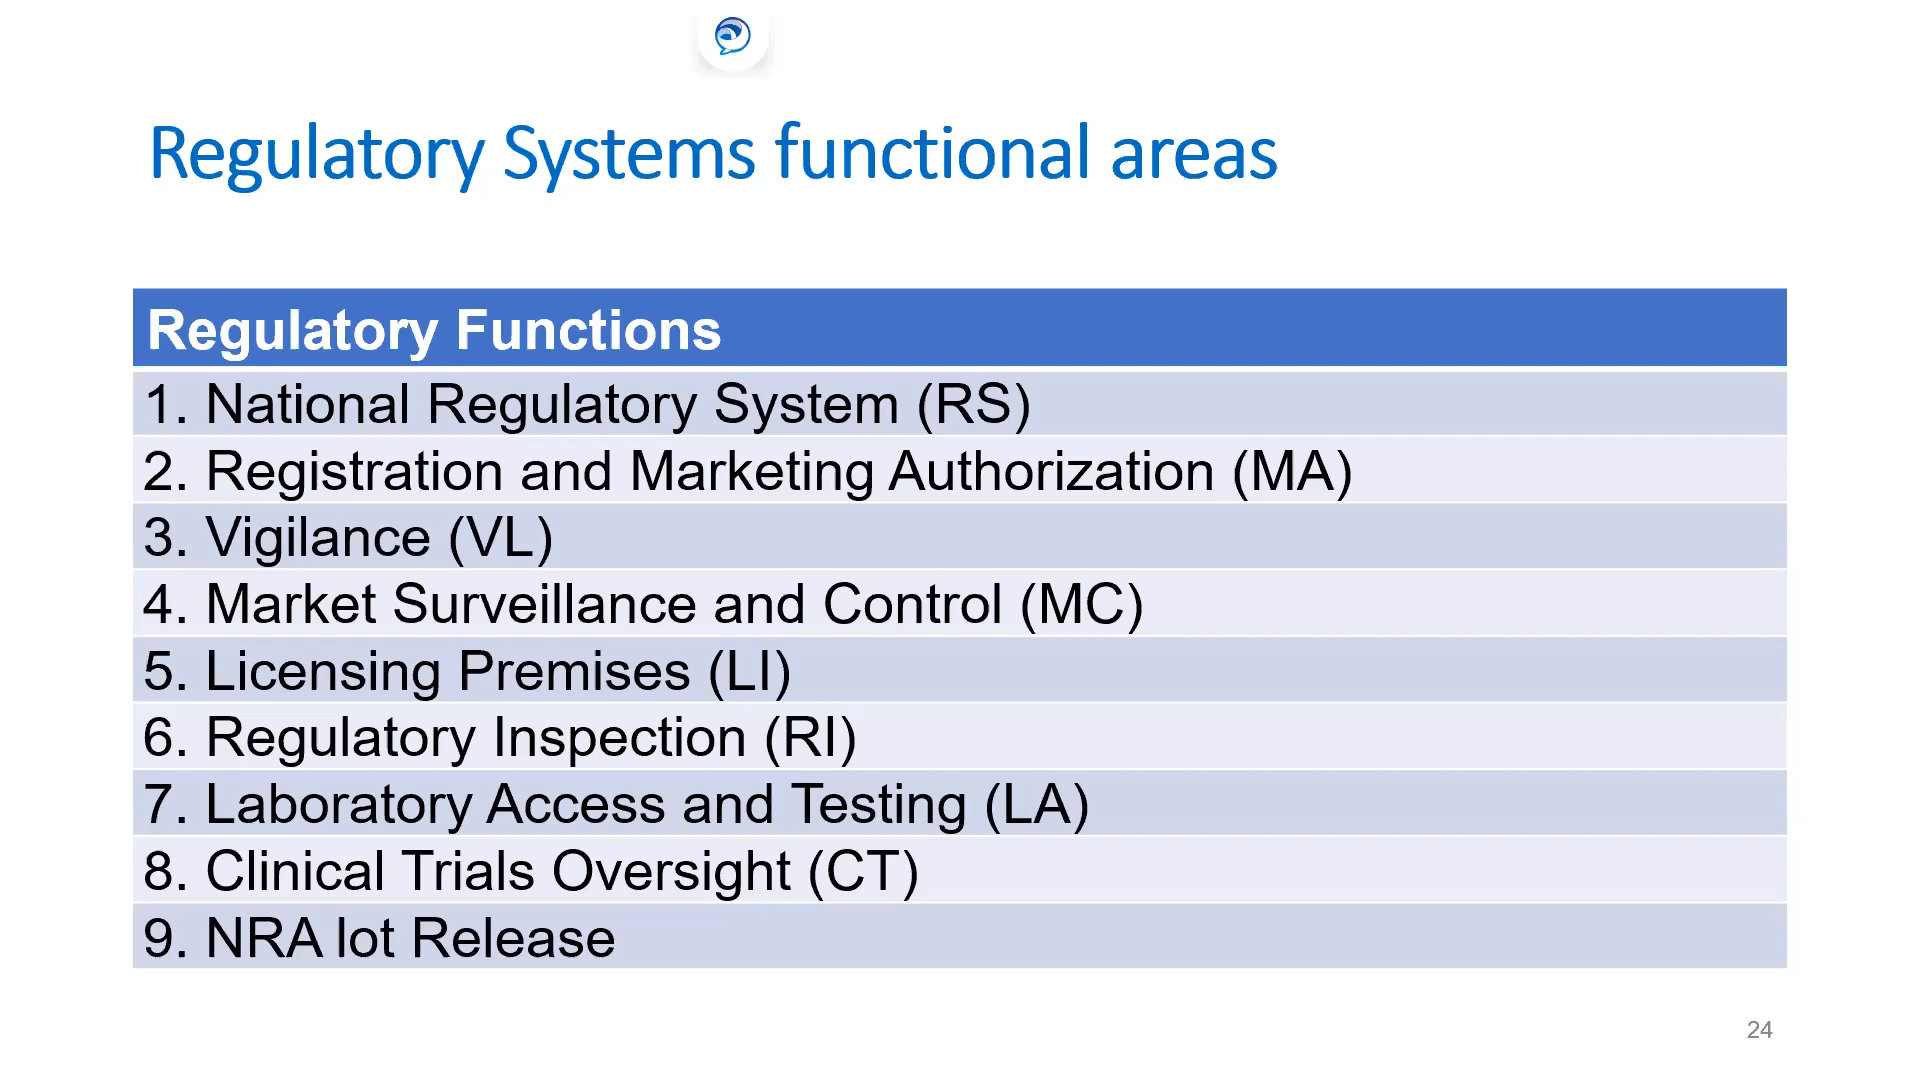 Regulatory Systems functional areas
Regulatory Functions
1. National Regulatory System (RS)
2. Registration and Marketing Authorization (MA)
3. Vigilance (VL)
4. Market Surveillance and Control (MC)
5. Licensing Premises (LI)
6. Regulatory Inspection (RI)
7. Laboratory Access and Testing (LA)
8. Clinical Trials Oversight (CT)
9. NRA lot Release
24